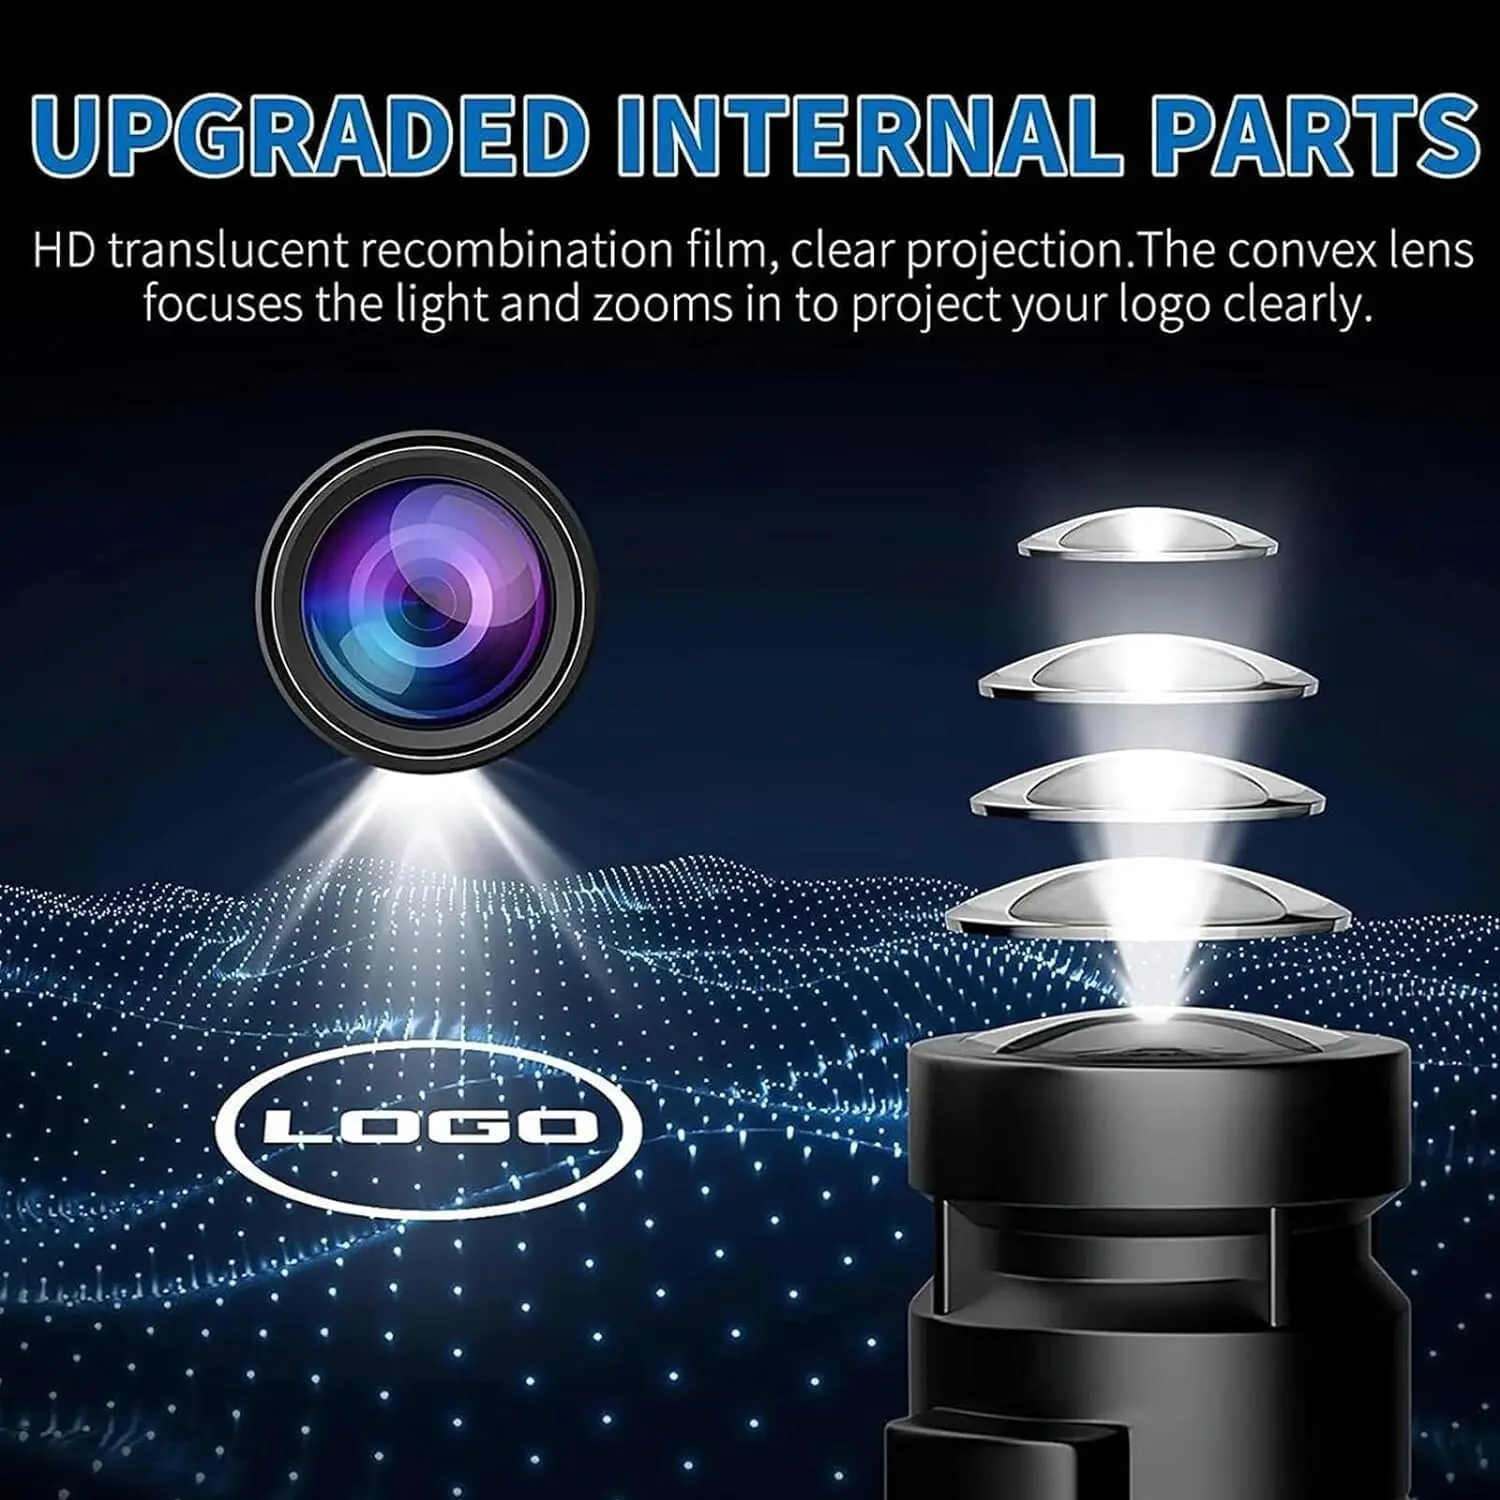 UPGRADED INTERNAL PARTS
HD translucent recombination film, clear projection.The convex lens
focuses the light and zooms in to project your logo clearly.
LOGO